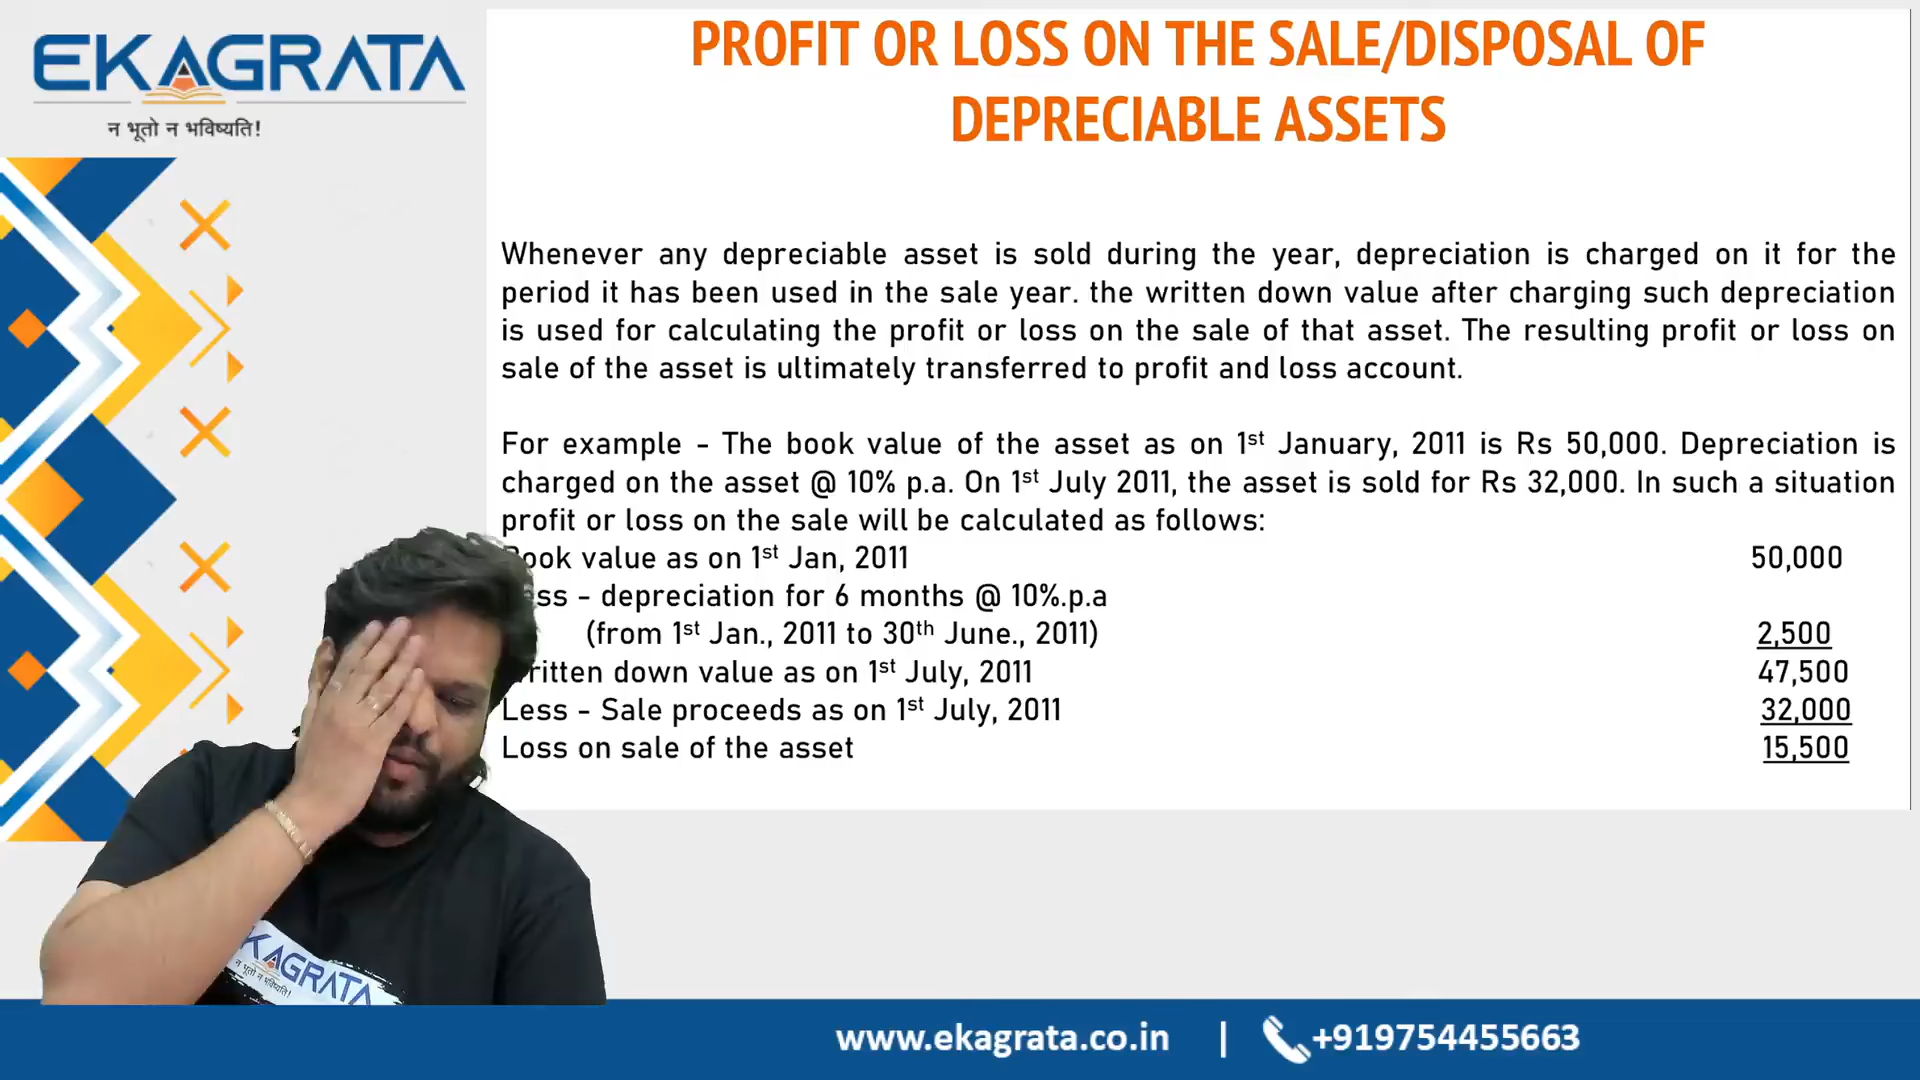 EKAGRATA
न भूतो न भविष्यति!
PROFIT OR LOSS ON THE SALE/DISPOSAL OF
DEPRECIABLE ASSETS
Whenever any depreciable asset is sold during the year, depreciation is charged on it for the
period it has been used in the sale year. the written down value after charging such depreciation
is used for calculating the profit or loss on the sale of that asset. The resulting profit or loss on
sale of the asset is ultimately transferred to profit and loss account.
For example - The book value of the asset as on 1st January, 2011 is Rs 50,000. Depreciation is
charged on the asset @ 10% p.a. On 1st July 2011, the asset is sold for Rs 32,000. In such a situation
profit or loss on the sale will be calculated as follows:
Book value as on 1st Jan, 2011 50,000
ss - depreciation for 6 months @ 10%.p.a
(from 1st Jan., 2011 to 30th June., 2011) 2,500
ritten down value as on 1st July, 2011 47,500
Less - Sale proceeds as on 1st July, 2011 32,000
Loss on sale of the asset 15,500
KAGRATA
न भूतो न भविष्यति!
www.ekagrata.co.in | +919754455663